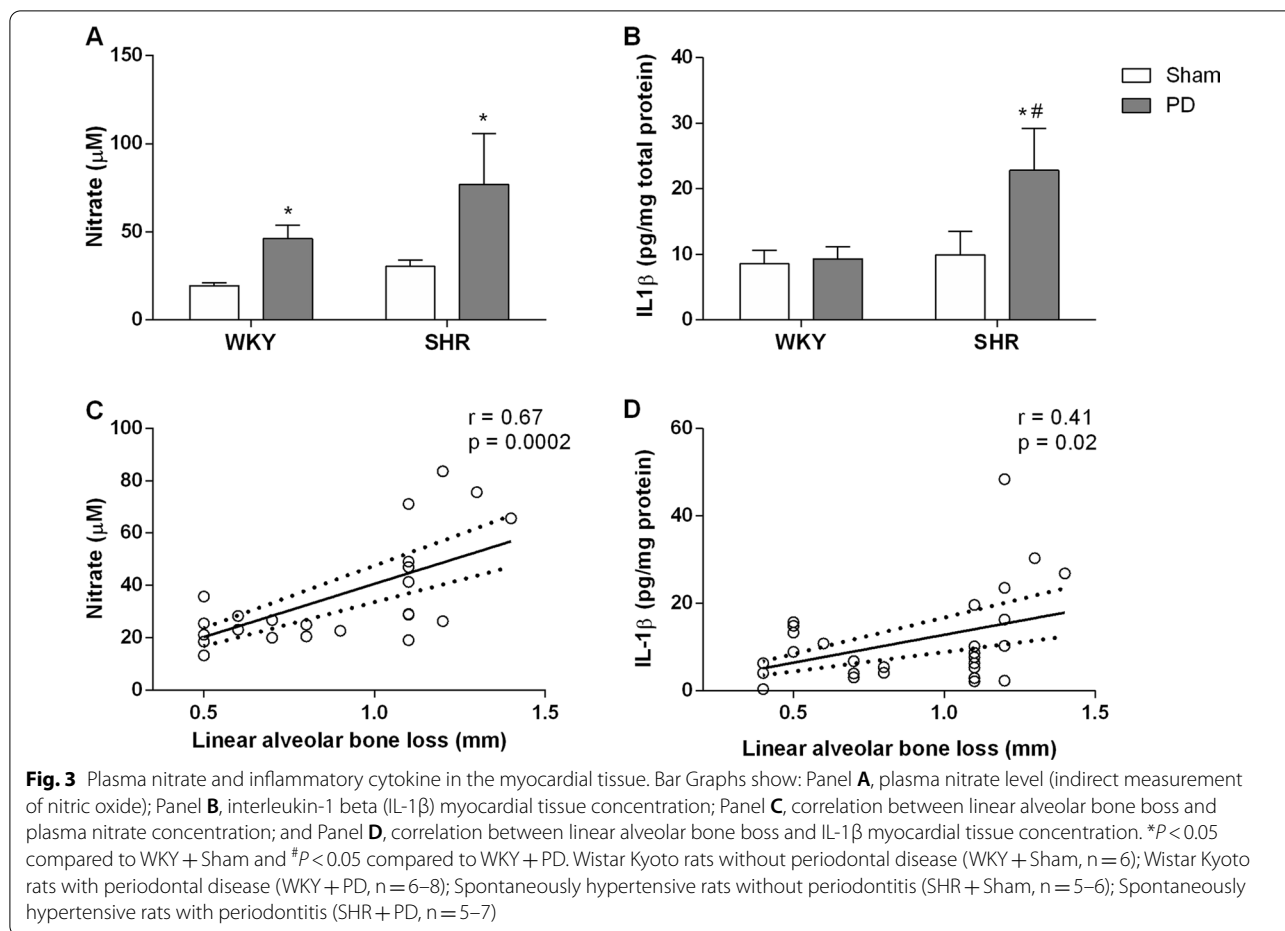 A
150
100
50
0
Nitrate (μM)
*
*
WKY
SHR
B
40
30
20
10
0
IL1β (pg/mg total protein)
*#
WKY
SHR
Sham
PD
C
r = 0.67
p = 0.0002
100
80
60
40
20
0
Nitrate (μM)
0.5
1.0
1.5
Linear alveolar bone loss (mm)
D
r = 0.41
p = 0.02
60
40
20
0
IL-1β (pg/mg protein)
0.5
1.0
1.5
Linear alveolar bone loss (mm)
Fig. 3 Plasma nitrate and inflammatory cytokine in the myocardial tissue. Bar Graphs show: Panel A, plasma nitrate level (indirect measurement
of nitric oxide); Panel B, interleukin-1 beta (IL-1β) myocardial tissue concentration; Panel C, correlation between linear alveolar bone boss and
plasma nitrate concentration; and Panel D, correlation between linear alveolar bone boss and IL-1β myocardial tissue concentration. *P < 0.05
compared to WKY + Sham and #P < 0.05 compared to WKY + PD. Wistar Kyoto rats without periodontal disease (WKY + Sham, n = 6); Wistar Kyoto
rats with periodontal disease (WKY + PD, n = 6–8); Spontaneously hypertensive rats without periodontitis (SHR + Sham, n = 5–6); Spontaneously
hypertensive rats with periodontitis (SHR + PD, n = 5–7)